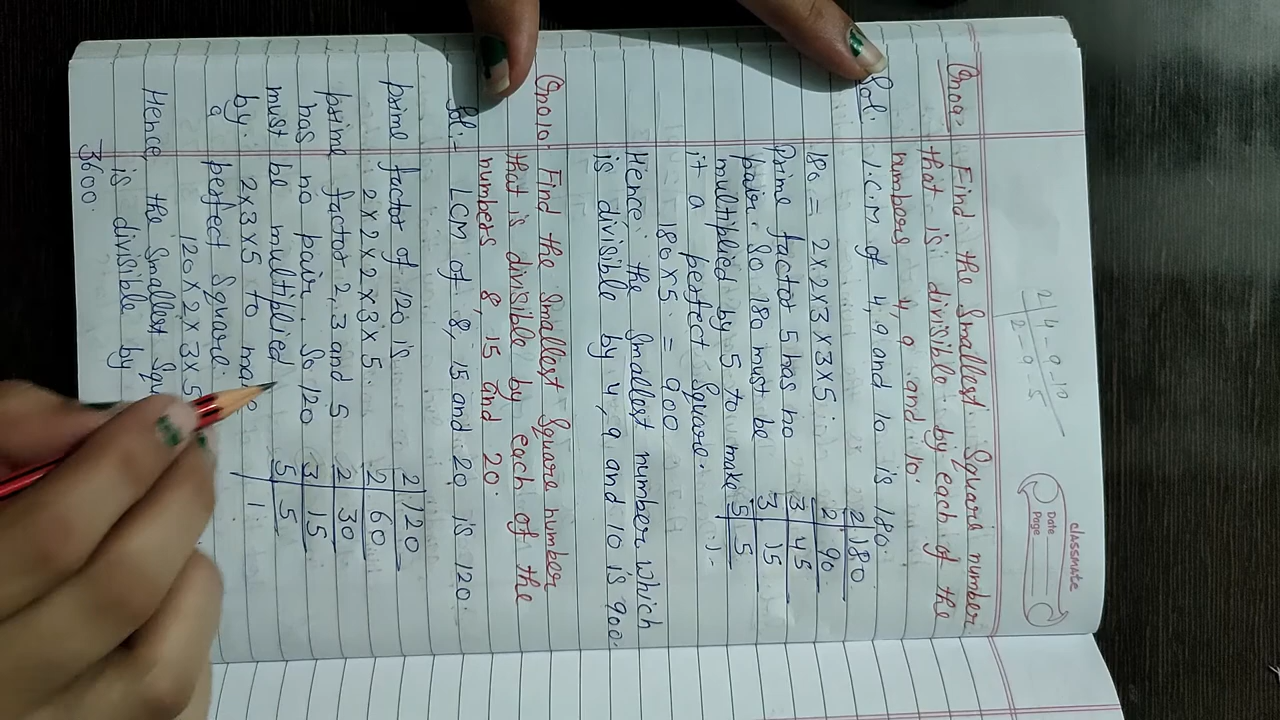 classmate
Date
Page
2 | 4 - 9 - 10
2 - 9 - 5
Qno9. Find the Smallest Square number
that is divisible by each of the
numbers 4, 9 and 10.
Sol. L.C.M of 4, 9 and 10 is 180.
180 = 2×2×3×3×5.
Prime factor 5 has no
pair. So 180 must be
multiplied by 5 to make
it a perfect Square.
180×5 = 900
2 | 180
2 | 90
3 | 45
3 | 15
5 | 5
1
Hence, the Smallest number which
is divisible by 4, 9 and 10 is 900.
Qno10. Find the Smallest Square number
that is divisible by each of the
numbers 8, 15 and 20.
Sol:- LCM of 8, 15 and 20 is 120.
prime factor of 120 is
2×2×2×3×5.
prime factor 2, 3 and 5
has no pair. So 120
must be multiplied
by 2×3×5 to
a perfect Square.
120×2×3×5
2 | 120
2 | 60
2 | 30
3 | 15
5 | 5
1
Hence, the Smallest
is divisible by
3600.